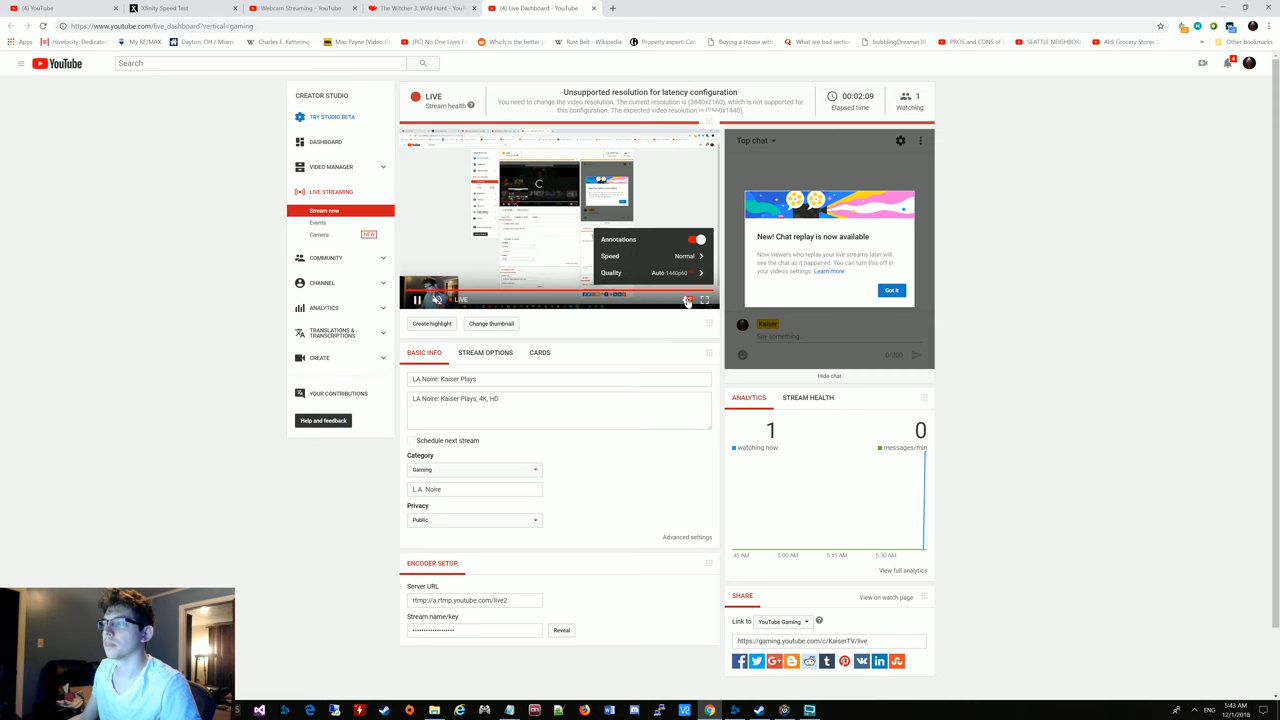 (4) YouTube
Xfinity Speed Test
Webcam Streaming - YouTube
The Witcher 3: Wild Hunt - YouTube
(4) Live Dashboard - YouTube
https://www.youtube.com/live_dashboard?vertical=gaming
Apps
Hivelocity: Dedicate
My RE/MAX
Dayton, OH / Miami
Charles F. Kettering
Max Payne (Video G
[PC] No One Lives F
Which is the better p
Rust Belt - Wikipedia
Property expert: Car
Buying a House with
What are bad section
bubblingDreamer30
PROS and CONS of
SEATTLE NEIGHBOR
Aldi Grocery Stores
Other bookmarks
YouTube
Search
4
CREATOR STUDIO
TRY STUDIO BETA
DASHBOARD
VIDEO MANAGER
LIVE STREAMING
Stream now
Events
Camera
NEW
COMMUNITY
CHANNEL
ANALYTICS
TRANSLATIONS &
TRANSCRIPTIONS
CREATE
YOUR CONTRIBUTIONS
Help and feedback
LIVE
Stream health
Unsupported resolution for latency configuration
You need to change the video resolution. The current resolution is (3840x2160), which is not supported for
this configuration. The expected resolution is (2560x1440).
00:02:09
Elapsed time
1
Watching
Annotations
Speed
Normal
Quality
Auto 1440p60
LIVE
Create highlight
Change thumbnail
BASIC INFO
STREAM OPTIONS
CARDS
LA Noire: Kaiser Plays
LA Noire: Kaiser Plays, 4K, HD
Schedule next stream
Category
Gaming
L.A. Noire
Privacy
Public
Advanced settings
ENCODER SETUP
Server URL
rtmp://a.rtmp.youtube.com/live2
Stream name/key
Reveal
Top chat
New! Chat replay is now available
Now viewers who replay your live streams later will
see the chat as it happened. You can turn this off in
your video's settings. Learn more
Got it
Kaiser
Say something...
0/200
Hide chat
ANALYTICS
STREAM HEALTH
1
watching now
0
messages/min
45 AM
5:00 AM
5:15 AM
5:30 AM
View full analytics
SHARE
View on watch page
Link to
YouTube Gaming
https://gaming.youtube.com/c/KaiserTV/live
ENG
5:43 AM
12/1/2018